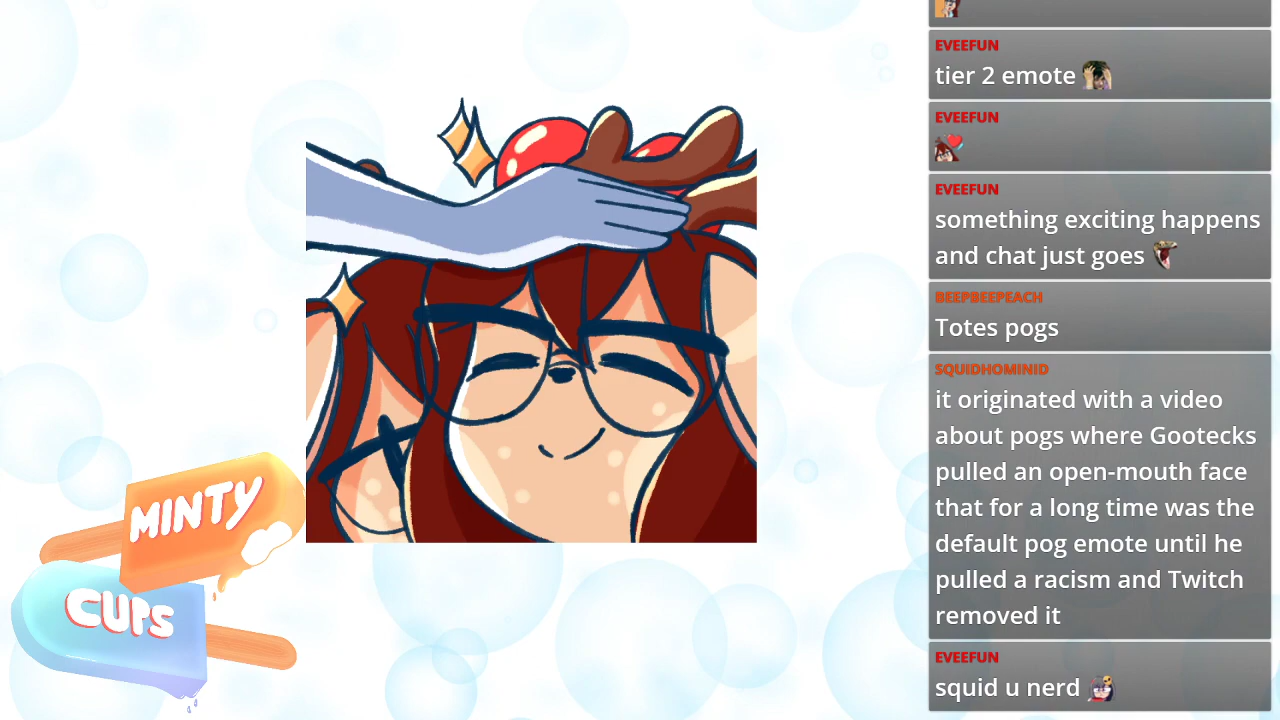 EVEEFUN
tier 2 emote
EVEEFUN
EVEEFUN
something exciting happens
and chat just goes
BEEPBEEPEACH
Totes pogs
SQUIDHOMINID
it originated with a video
about pogs where Gootecks
pulled an open-mouth face
that for a long time was the
default pog emote until he
pulled a racism and Twitch
removed it
EVEEFUN
squid u nerd
MINTY
CUPS